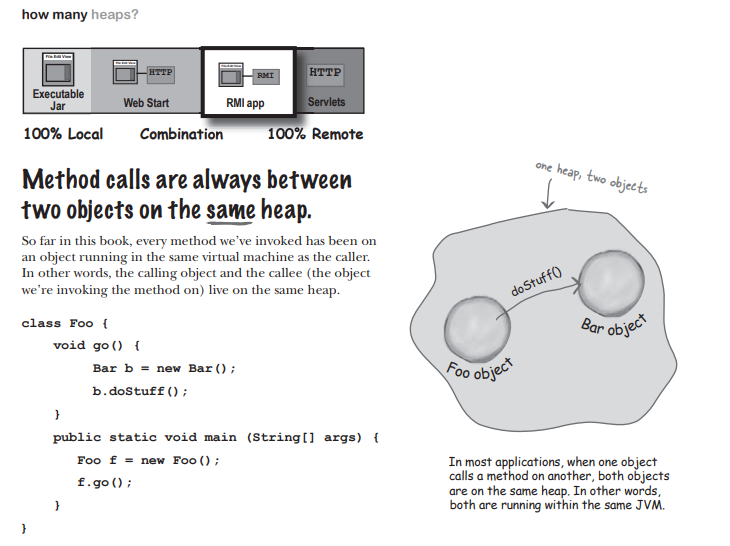 how many heaps?
File Edit View
HTTP
RMI
HTTP
Executable
Jar
Web Start
RMI app
Servlets
100% Local
Combination
100% Remote
Method calls are always between
two objects on the same heap.
So far in this book, every method we’ve invoked has been on
an object running in the same virtual machine as the caller.
In other words, the calling object and the callee (the object
we’re invoking the method on) live on the same heap.
class Foo {
void go() {
Bar b = new Bar();
b.doStuff();
}
public static void main (String[] args) {
Foo f = new Foo();
f.go();
}
}
one heap, two objects
doStuff()
Bar object
Foo object
In most applications, when one object
calls a method on another, both objects
are on the same heap. In other words,
both are running within the same JVM.